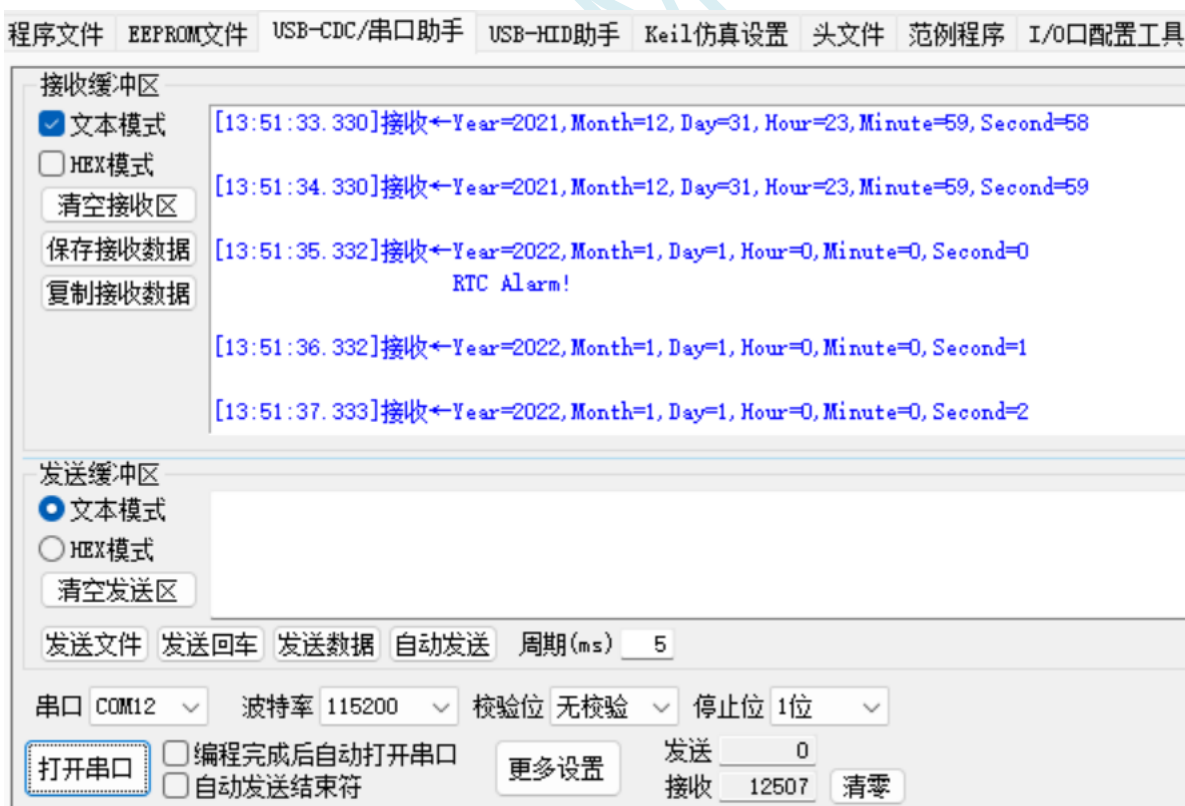 程序文件 EEPROM文件 USB-CDC/串口助手 USB-HID助手 Keil仿真设置 头文件 范例程序 I/O口配置工具
接收缓冲区
文本模式
HEX模式
清空接收区
保存接收数据
复制接收数据
[13:51:33.330]接收←Year=2021,Month=12,Day=31,Hour=23,Minute=59,Second=58
[13:51:34.330]接收←Year=2021,Month=12,Day=31,Hour=23,Minute=59,Second=59
[13:51:35.332]接收←Year=2022,Month=1,Day=1,Hour=0,Minute=0,Second=0
RTC Alarm!
[13:51:36.332]接收←Year=2022,Month=1,Day=1,Hour=0,Minute=0,Second=1
[13:51:37.333]接收←Year=2022,Month=1,Day=1,Hour=0,Minute=0,Second=2
发送缓冲区
文本模式
HEX模式
清空发送区
发送文件 发送回车 发送数据 自动发送 周期(ms) 5
串口 COM12 波特率 115200 校验位 无校验 停止位 1位
打开串口
编程完成后自动打开串口
自动发送结束符
更多设置
发送 0
接收 12507 清零